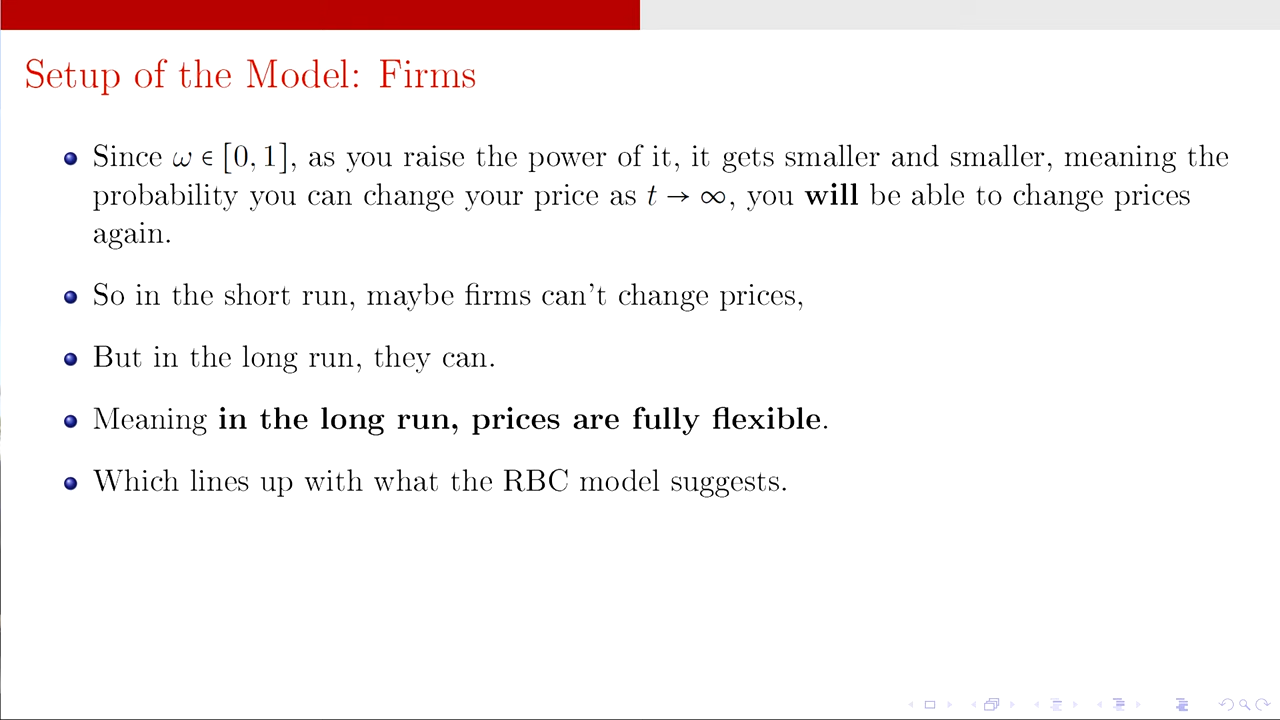 Setup of the Model: Firms
Since ω ∈ [0, 1], as you raise the power of it, it gets smaller and smaller, meaning the
probability you can change your price as t → ∞, you will be able to change prices
again.
So in the short run, maybe firms can't change prices,
But in the long run, they can.
Meaning in the long run, prices are fully flexible.
Which lines up with what the RBC model suggests.